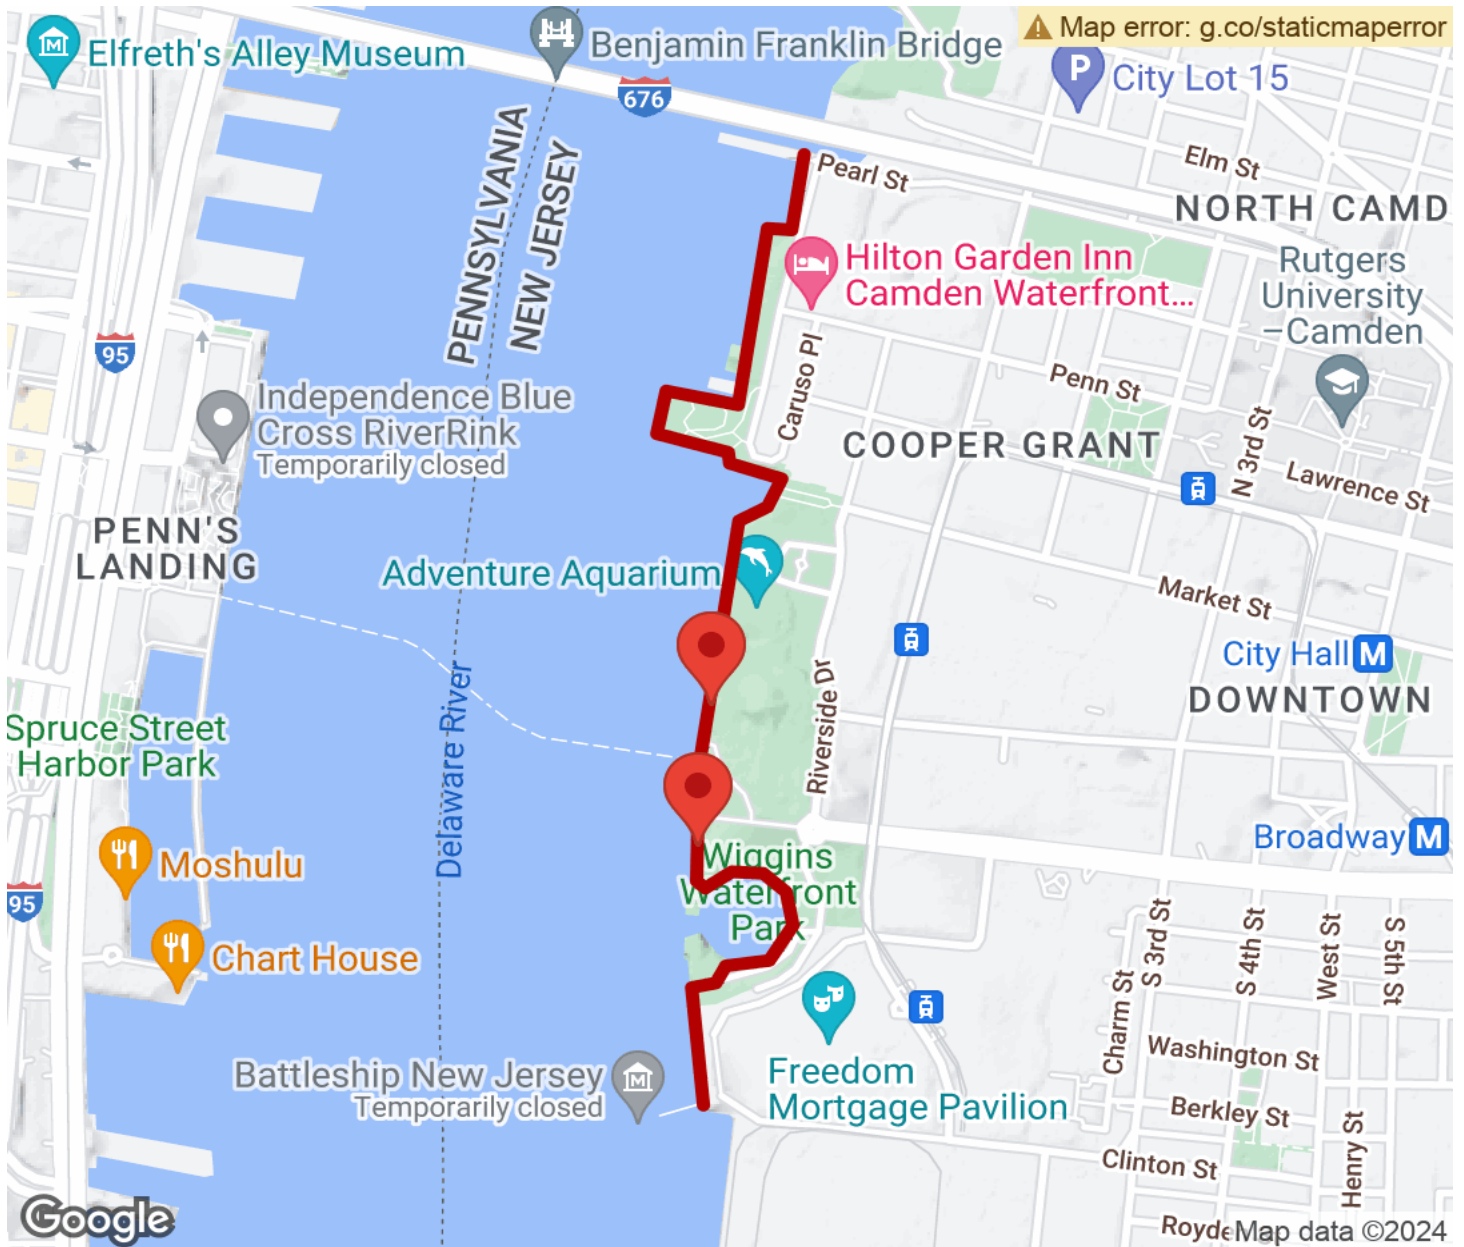 Map error: g.co/staticmaperror
Elfreth's Alley Museum
Benjamin Franklin Bridge
676
P
City Lot 15
Elm St
Pearl St
NORTH CAMD
PENNSYLVANIA
NEW JERSEY
Hilton Garden Inn
Camden Waterfront...
Rutgers
University
–Camden
95
Caruso Pl
Penn St
Independence Blue
Cross RiverRink
Temporarily closed
COOPER GRANT
N 3rd St
Lawrence St
PENN'S
LANDING
Adventure Aquarium
Market St
City Hall M
DOWNTOWN
Riverside Dr
Delaware River
Spruce Street
Harbor Park
Broadway M
Moshulu
Wiggins
Waterfront
Park
95
Chart House
S 3rd St
S 4th St
West St
S 5th St
Charm St
Washington St
Battleship New Jersey
Temporarily closed
Freedom
Mortgage Pavilion
Berkley St
Clinton St
Henry St
Google
Map data ©2024